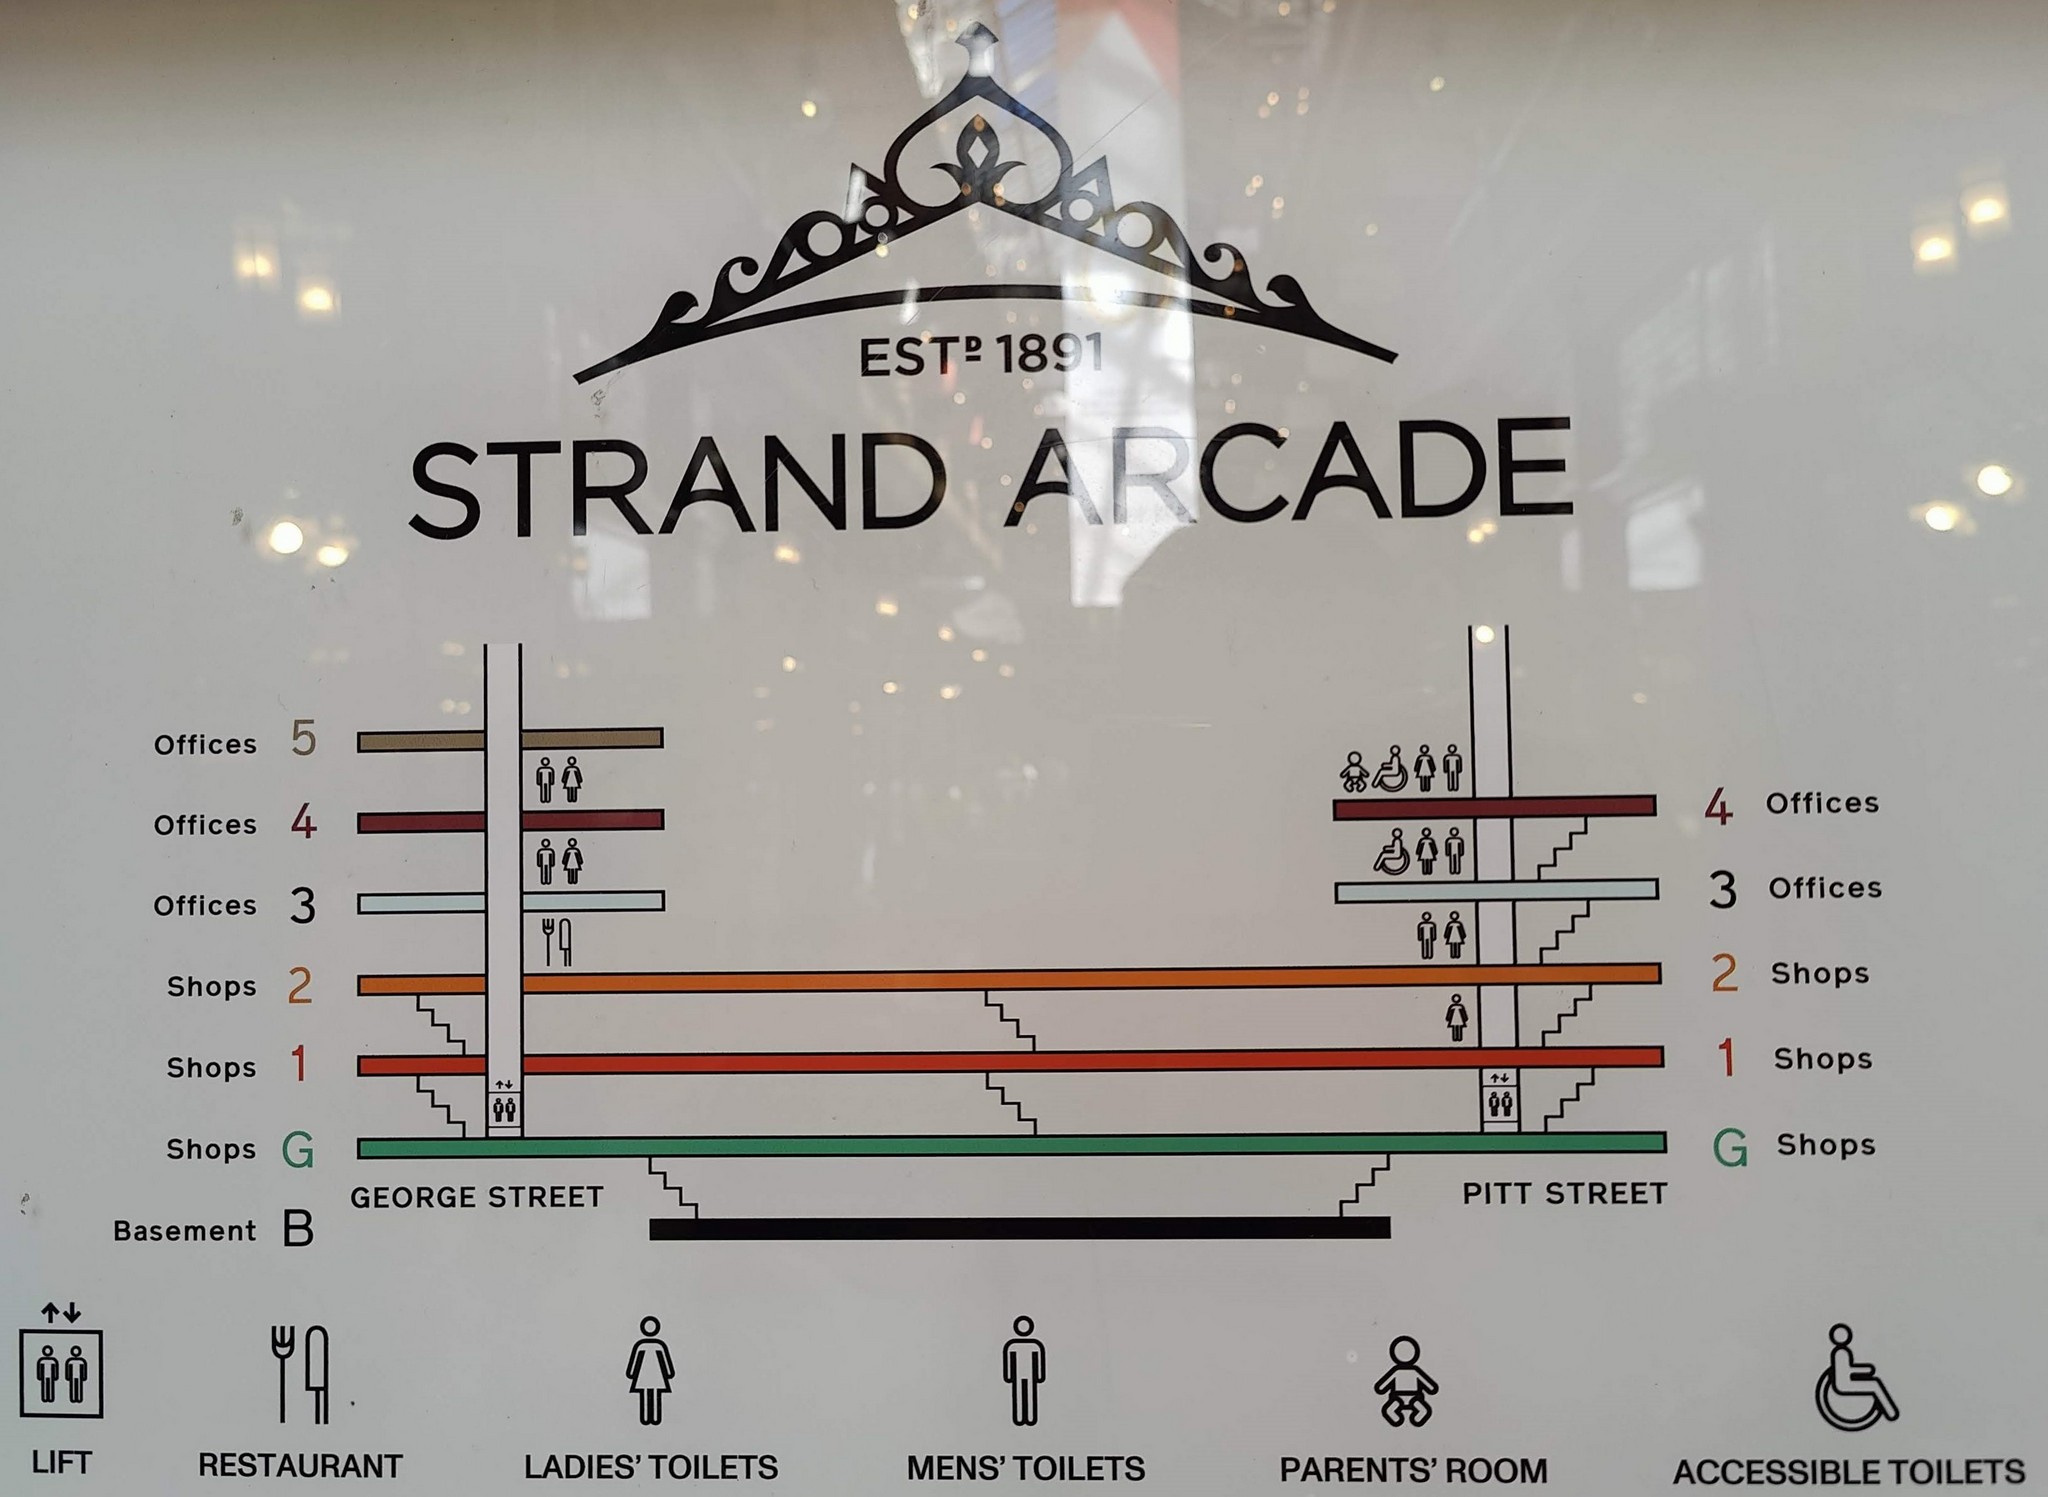 ESTD 1891
STRAND ARCADE
Offices 5
Offices 4
4 Offices
Offices 3
3 Offices
Shops 2
2 Shops
Shops 1
1 Shops
Shops G
G Shops
GEORGE STREET
PITT STREET
Basement B
LIFT
RESTAURANT
LADIES' TOILETS
MENS' TOILETS
PARENTS' ROOM
ACCESSIBLE TOILETS